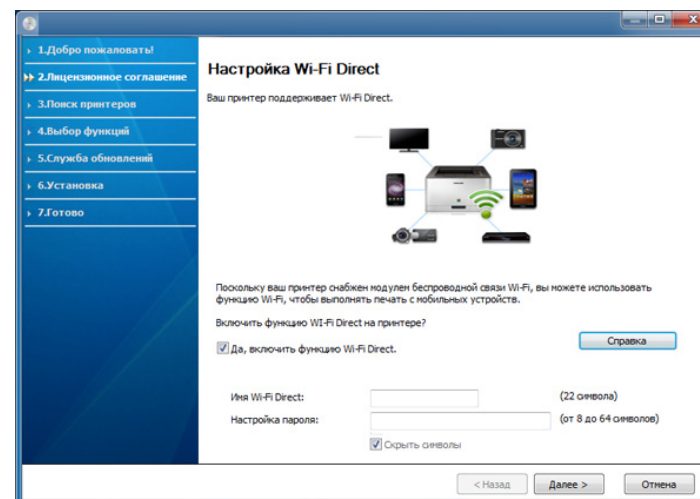 1.Добро пожаловать!
2.Лицензионное соглашение
3.Поиск принтеров
4.Выбор функций
5.Служба обновлений
6.Установка
7.Готово
Настройка Wi-Fi Direct
Ваш принтер поддерживает Wi-Fi Direct.
Поскольку ваш принтер снабжен модулем беспроводной связи Wi-Fi, вы можете использовать
функцию Wi-Fi, чтобы выполнять печать с мобильных устройств.
Включить функцию WI-Fi Direct на принтере?
Да, включить функцию Wi-Fi Direct.
Справка
Имя Wi-Fi Direct: (22 символа)
Настройка пароля: (от 8 до 64 символов)
Скрыть символы
< Назад Далее > Отмена